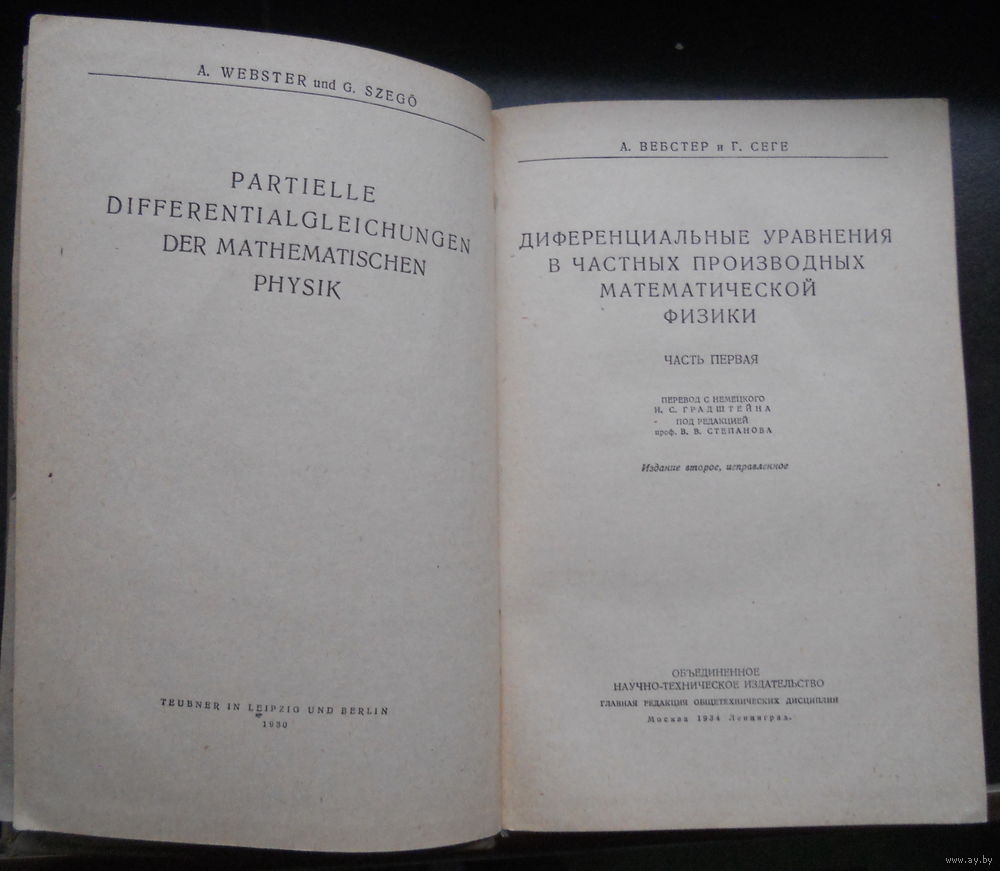 A. WEBSTER und G. SZEGÖ
PARTIELLE
DIFFERENTIALGLEICHUNGEN
DER MATHEMATISCHEN
PHYSIK
TEUBNER IN LEIPZIG UND BERLIN
1930
А. ВЕБСТЕР и Г. СЕГЕ
ДИФЕРЕНЦИАЛЬНЫЕ УРАВНЕНИЯ
В ЧАСТНЫХ ПРОИЗВОДНЫХ
МАТЕМАТИЧЕСКОЙ
ФИЗИКИ
ЧАСТЬ ПЕРВАЯ
ПЕРЕВОД С НЕМЕЦКОГО
И. С. ГРАДШТЕЙНА
ПОД РЕДАКЦИЕЙ
проф. В. В. СТЕПАНОВА
Издание второе, исправленное
ОБЪЕДИНЕННОЕ
НАУЧНО-ТЕХНИЧЕСКОЕ ИЗДАТЕЛЬСТВО
ГЛАВНАЯ РЕДАКЦИЯ ОБЩЕТЕХНИЧЕСКИХ ДИСЦИПЛИН
Москва 1934 Ленинград
www.ay.by